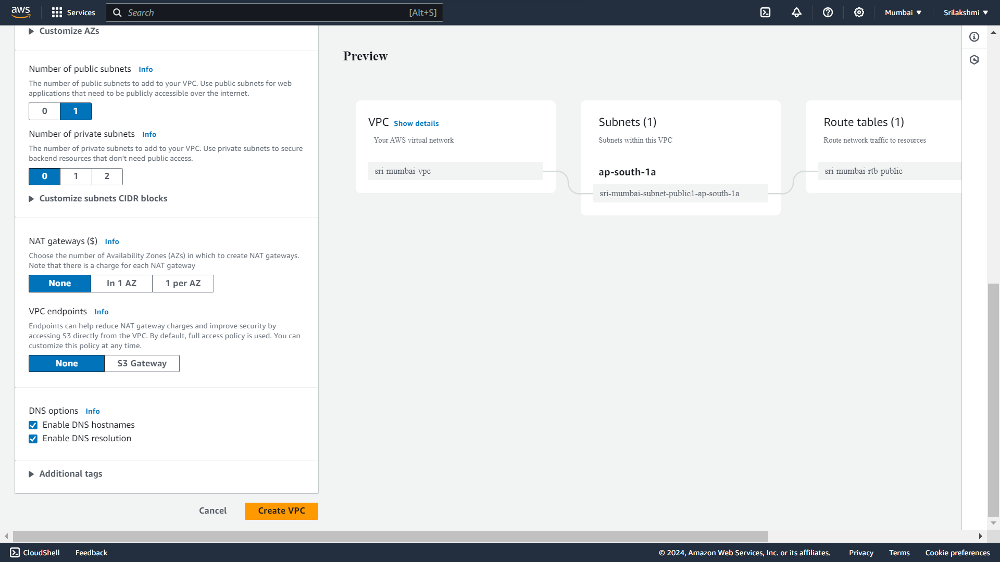 aws
Services
Search
[Alt+S]
Mumbai
Srilakshmi
Customize AZs
Number of public subnets Info
The number of public subnets to add to your VPC. Use public subnets for web
applications that need to be publicly accessible over the internet.
0 1
Number of private subnets Info
The number of private subnets to add to your VPC. Use private subnets to secure
backend resources that don't need public access.
0 1 2
Customize subnets CIDR blocks
NAT gateways ($) Info
Choose the number of Availability Zones (AZs) in which to create NAT gateways.
Note that there is a charge for each NAT gateway
None In 1 AZ 1 per AZ
VPC endpoints Info
Endpoints can help reduce NAT gateway charges and improve security by
accessing S3 directly from the VPC. By default, full access policy is used. You can
customize this policy at any time.
None S3 Gateway
DNS options Info
Enable DNS hostnames
Enable DNS resolution
Additional tags
Cancel Create VPC
Preview
VPC Show details
Your AWS virtual network
sri-mumbai-vpc
Subnets (1)
Subnets within this VPC
ap-south-1a
sri-mumbai-subnet-public1-ap-south-1a
Route tables (1)
Route network traffic to resources
sri-mumbai-rtb-public
CloudShell Feedback
© 2024, Amazon Web Services, Inc. or its affiliates. Privacy Terms Cookie preferences